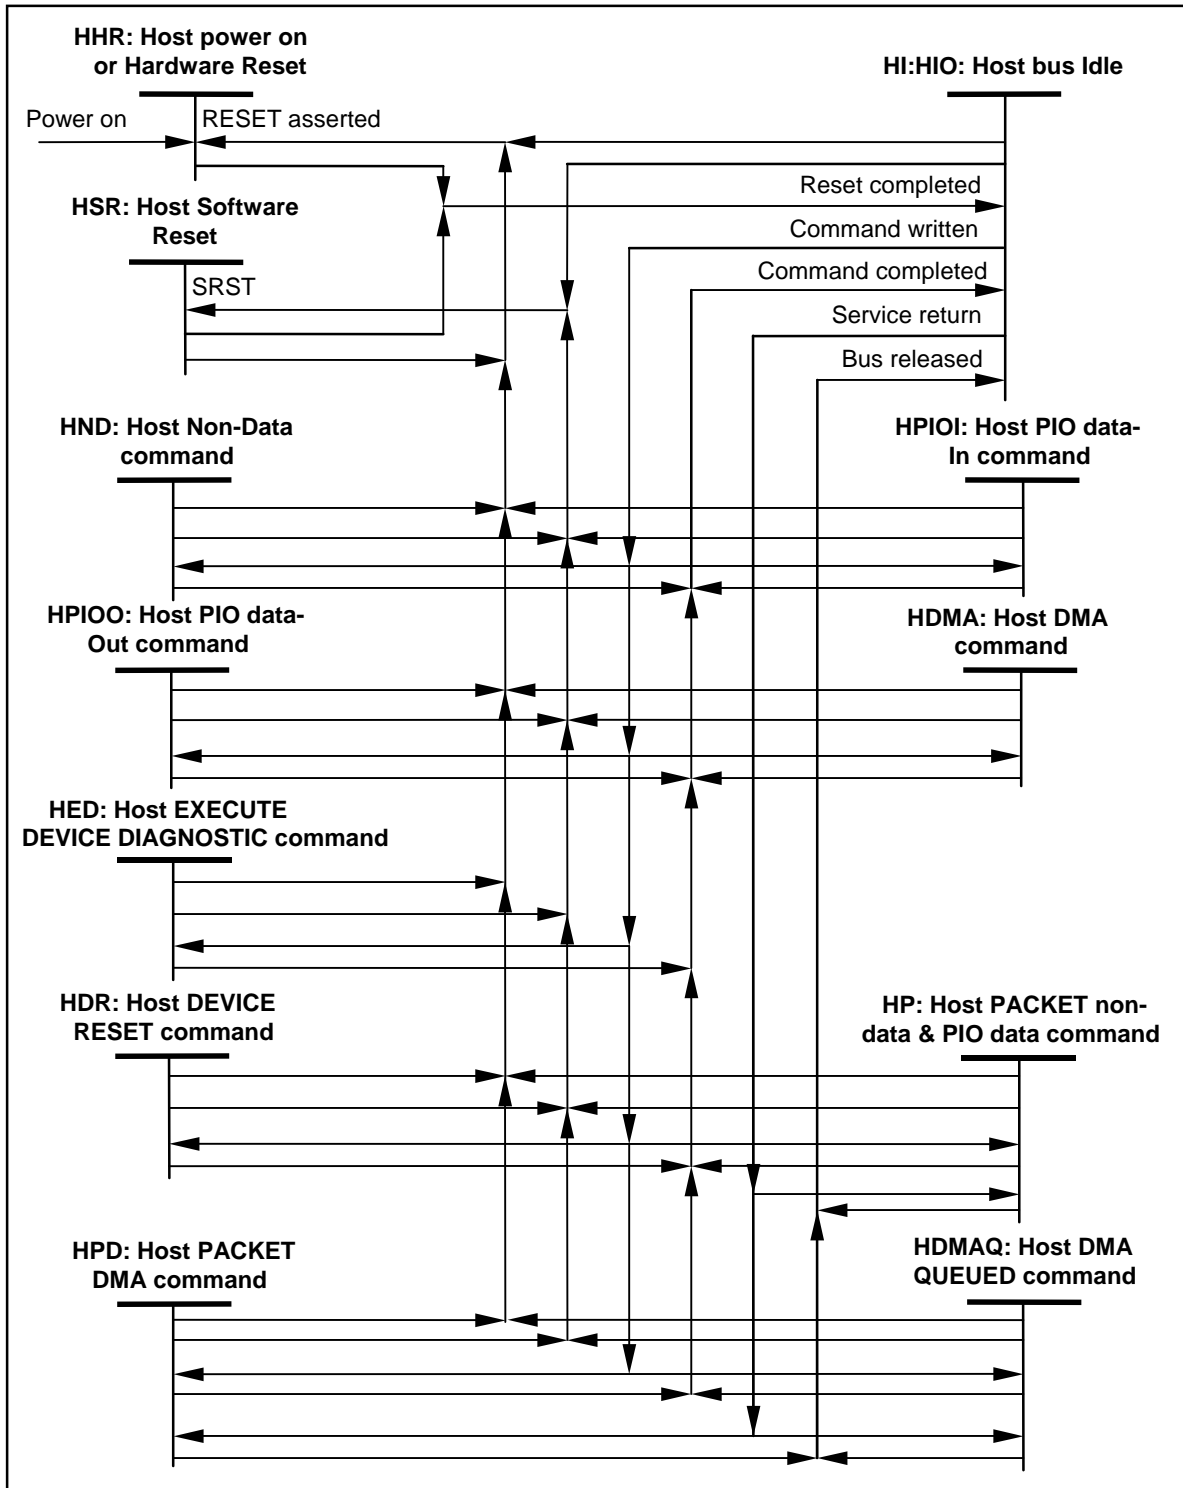 HHR: Host power on
or Hardware Reset
HI:HIO: Host bus Idle
Power on
RESET asserted
Reset completed
HSR: Host Software
Reset
Command written
Command completed
SRST
Service return
Bus released
HND: Host Non-Data
command
HPIOI: Host PIO data-
In command
HPIOO: Host PIO data-
Out command
HDMA: Host DMA
command
HED: Host EXECUTE
DEVICE DIAGNOSTIC command
HDR: Host DEVICE
RESET command
HP: Host PACKET non-
data & PIO data command
HPD: Host PACKET
DMA command
HDMAQ: Host DMA
QUEUED command